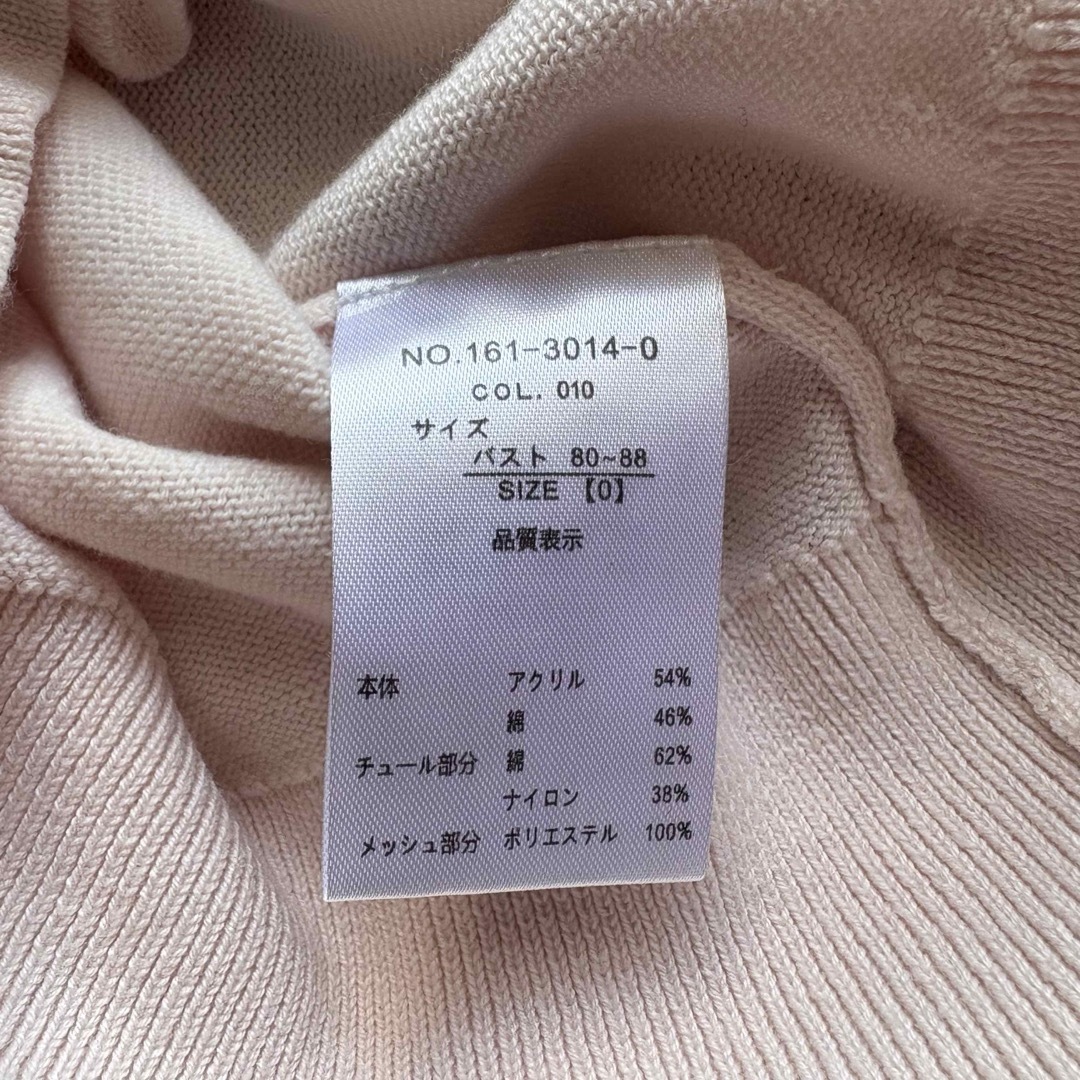 NO.161-3014-0
COL. 010
サイズ
バスト 80~88
SIZE 【0】
品質表示
本体 アクリル 54%
綿 46%
チュール部分 綿 62%
ナイロン 38%
メッシュ部分 ポリエステル 100%